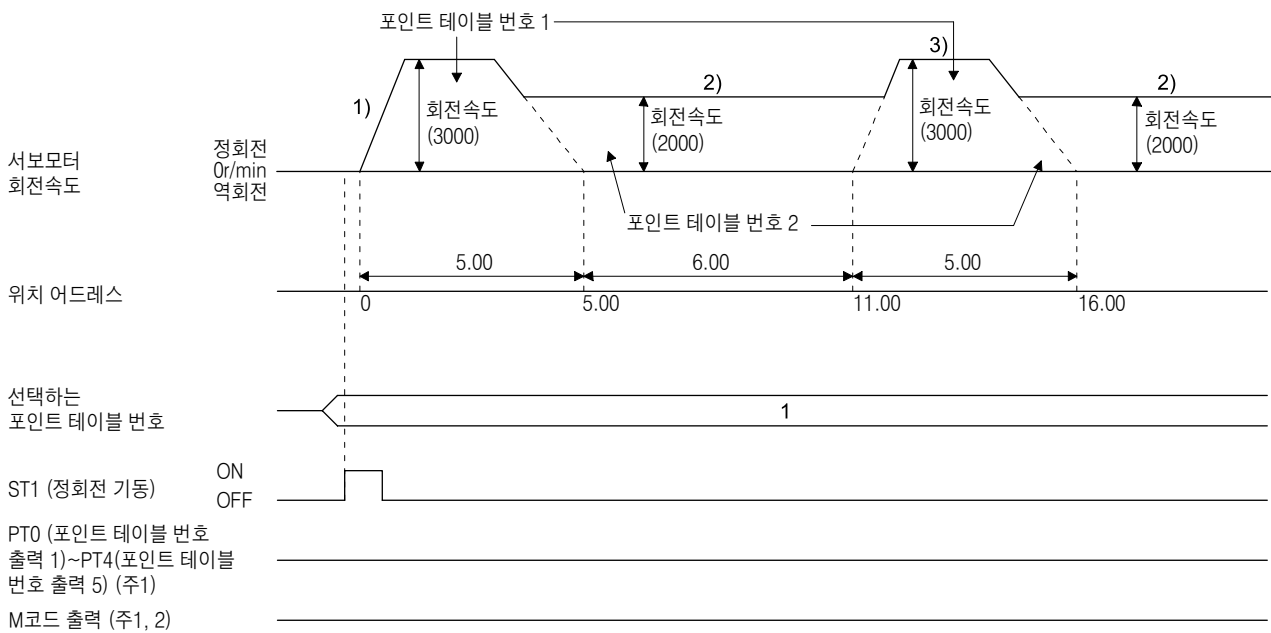 포인트 테이블 번호 1
3)
1)
2)
2)
회전속도
(3000)
회전속도
(2000)
회전속도
(3000)
회전속도
(2000)
서보모터
회전속도
정회전
0r/min
역회전
포인트 테이블 번호 2
5.00
6.00
5.00
위치 어드레스
0
5.00
11.00
16.00
선택하는
포인트 테이블 번호
1
ST1 (정회전 기동)
ON
OFF
PT0 (포인트 테이블 번호
출력 1)~PT4(포인트 테이블
번호 출력 5) (주1)
M코드 출력 (주1, 2)